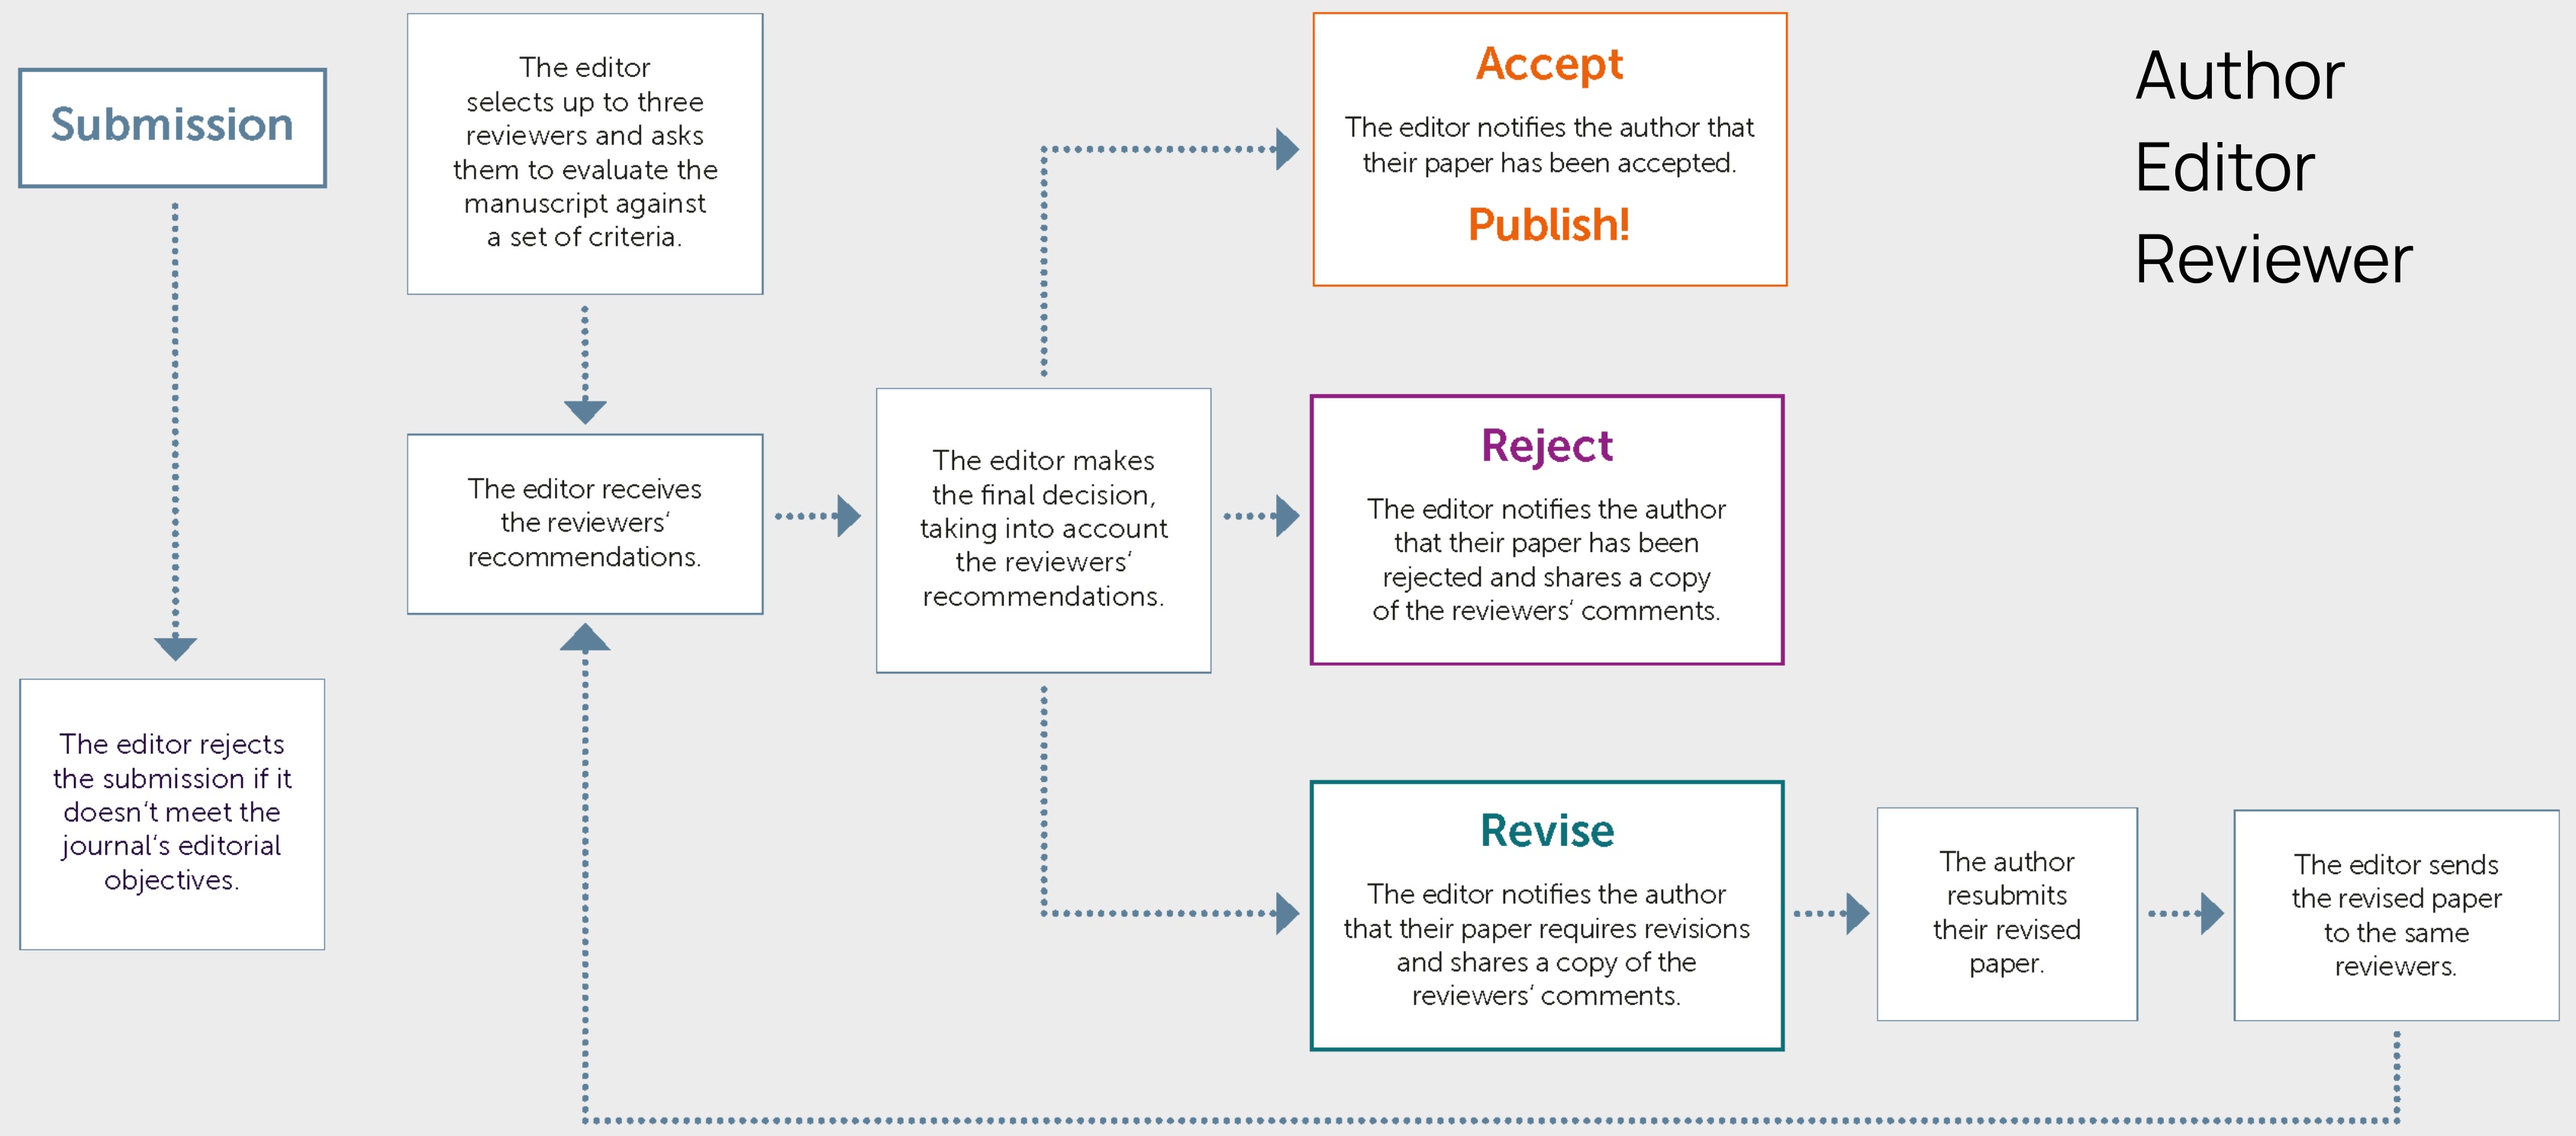 Submission
The editor rejects
the submission if it
doesn't meet the
journal's editorial
objectives.
The editor
selects up to three
reviewers and asks
them to evaluate the
manuscript against
a set of criteria.
The editor receives
the reviewers'
recommendations.
The editor makes
the final decision,
taking into account
the reviewers'
recommendations.
Accept
The editor notifies the author that
their paper has been accepted.
Publish!
Reject
The editor notifies the author
that their paper has been
rejected and shares a copy
of the reviewers' comments.
Revise
The editor notifies the author
that their paper requires revisions
and shares a copy of the
reviewers' comments.
The author
resubmits
their revised
paper.
The editor sends
the revised paper
to the same
reviewers.
Author
Editor
Reviewer